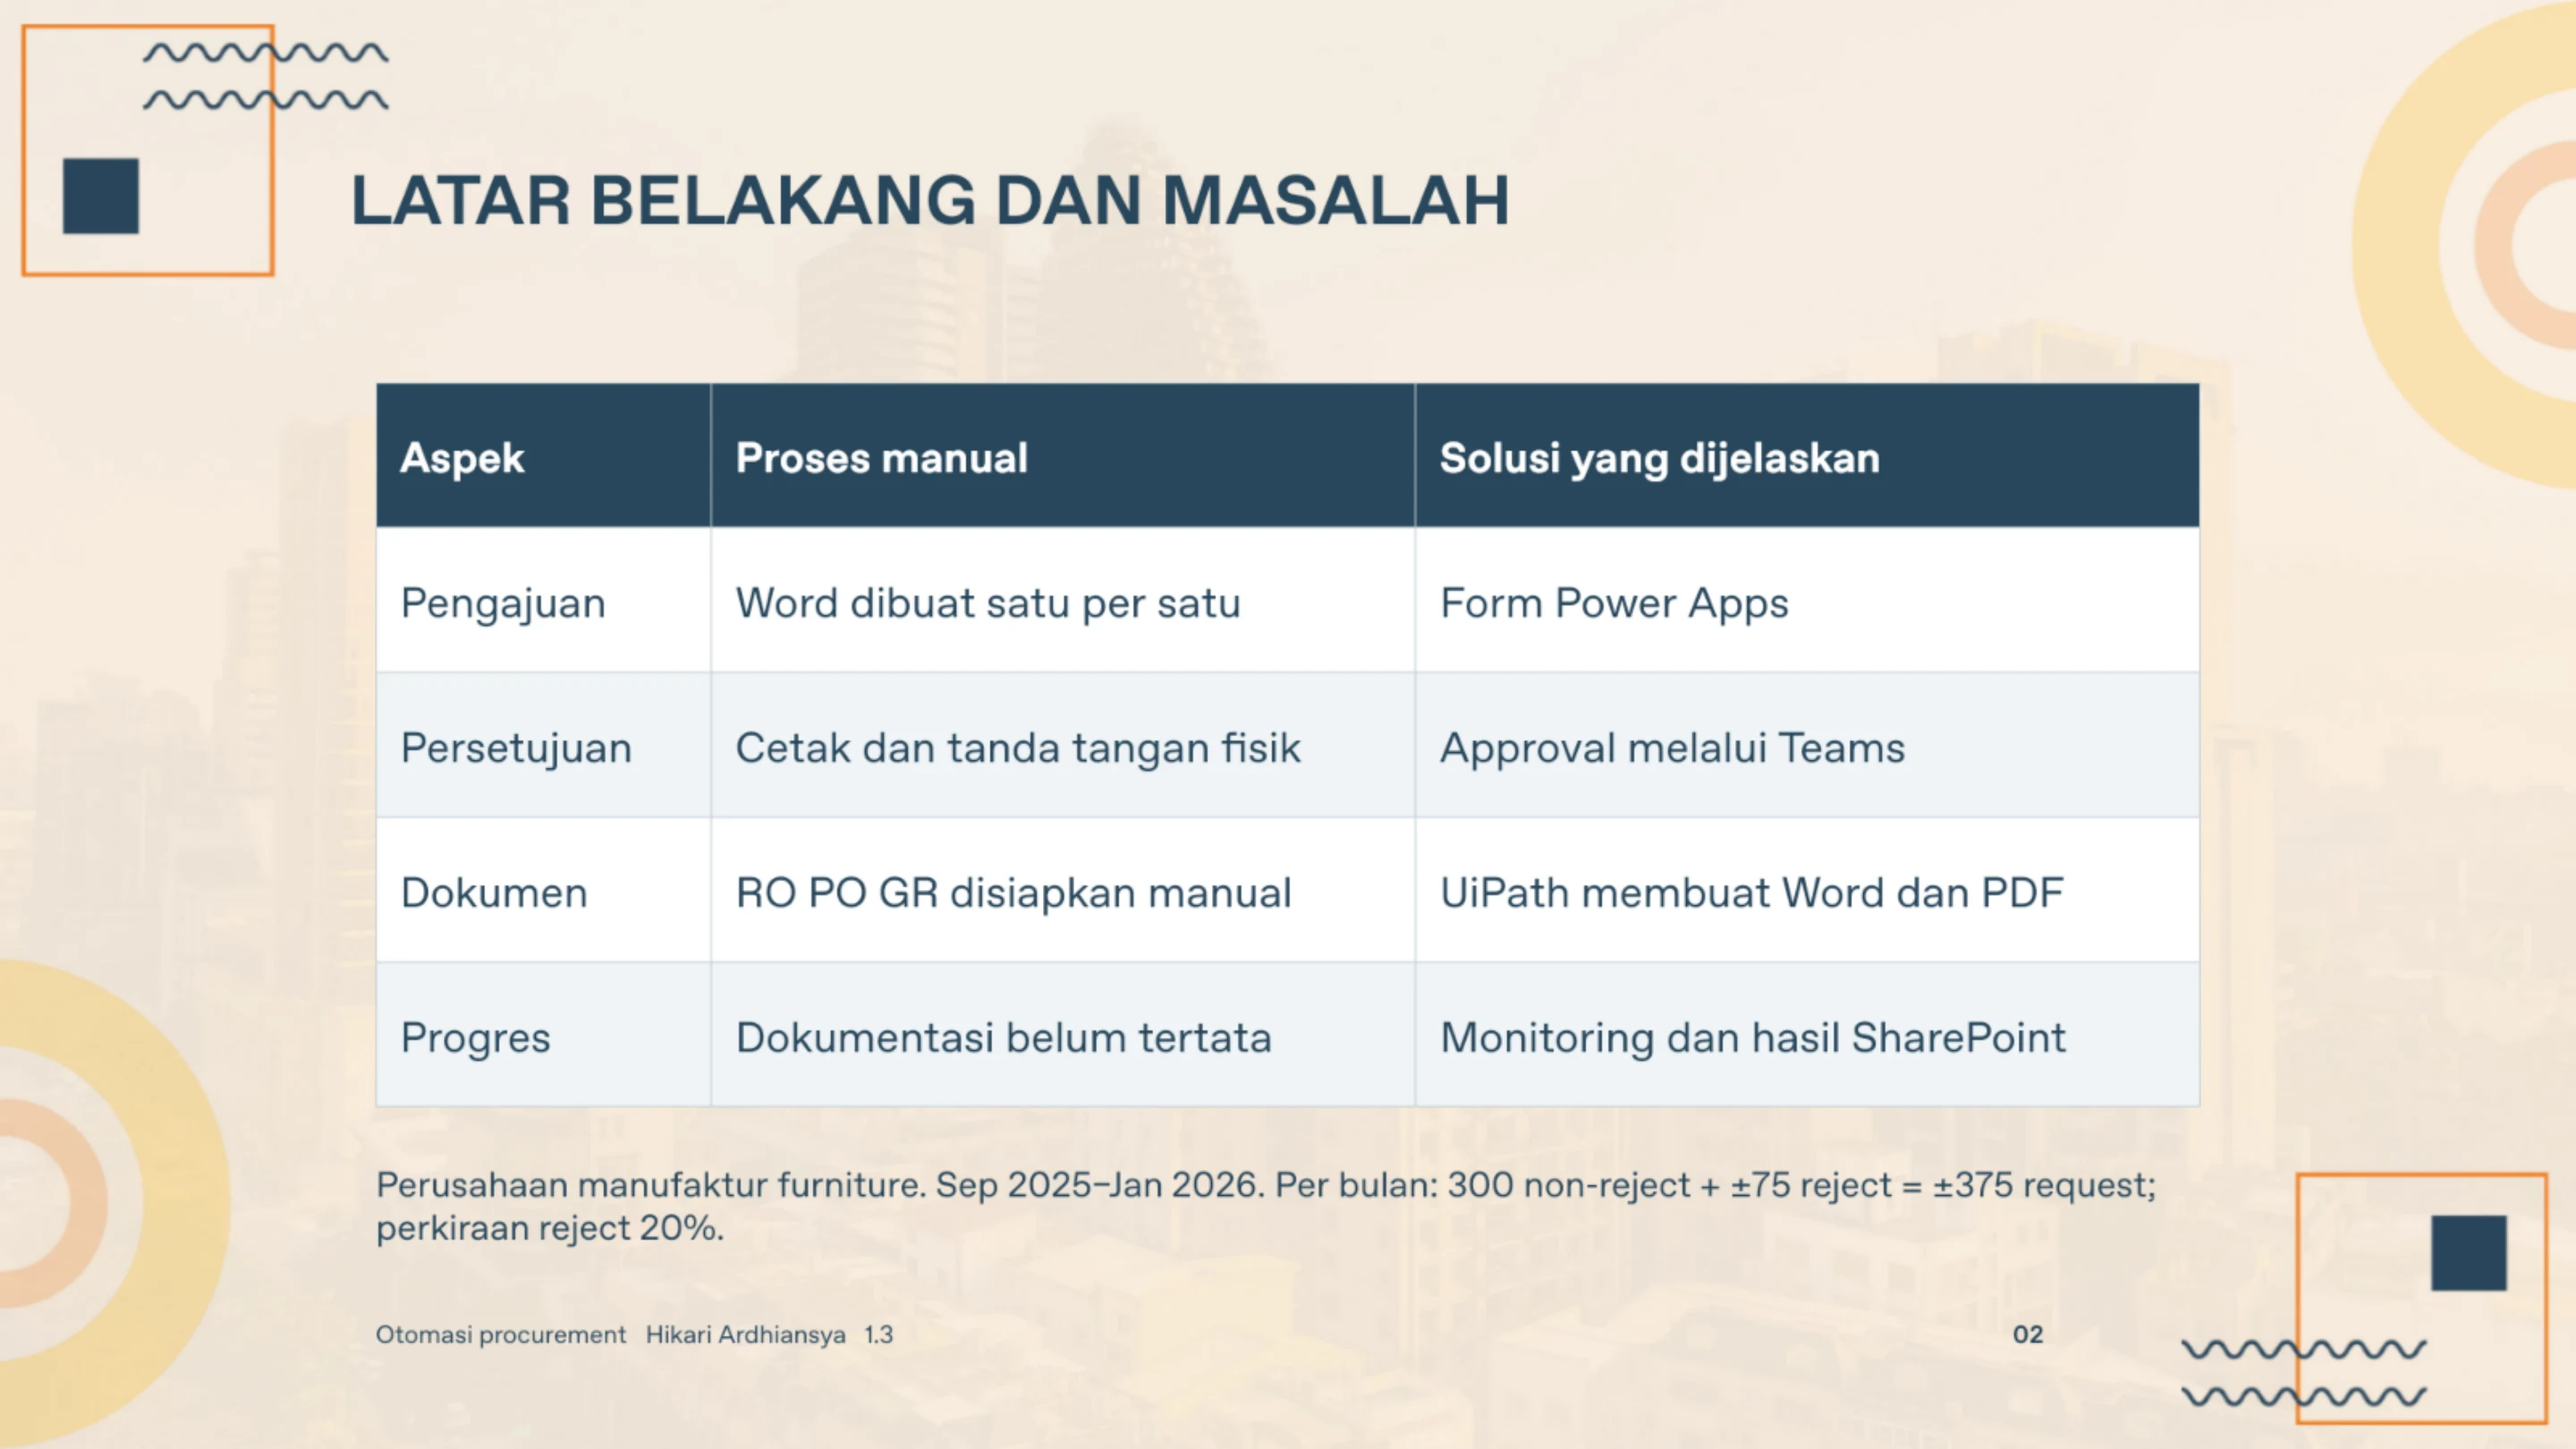 LATAR BELAKANG DAN MASALAH
Aspek Proses manual Solusi yang dijelaskan
Pengajuan Word dibuat satu per satu Form Power Apps
Persetujuan Cetak dan tanda tangan fisik Approval melalui Teams
Dokumen RO PO GR disiapkan manual UiPath membuat Word dan PDF
Progres Dokumentasi belum tertata Monitoring dan hasil SharePoint
Perusahaan manufaktur furniture. Sep 2025–Jan 2026. Per bulan: 300 non-reject + ±75 reject = ±375 request;
perkiraan reject 20%.
Otomasi procurement Hikari Ardhiansya 1.3 02